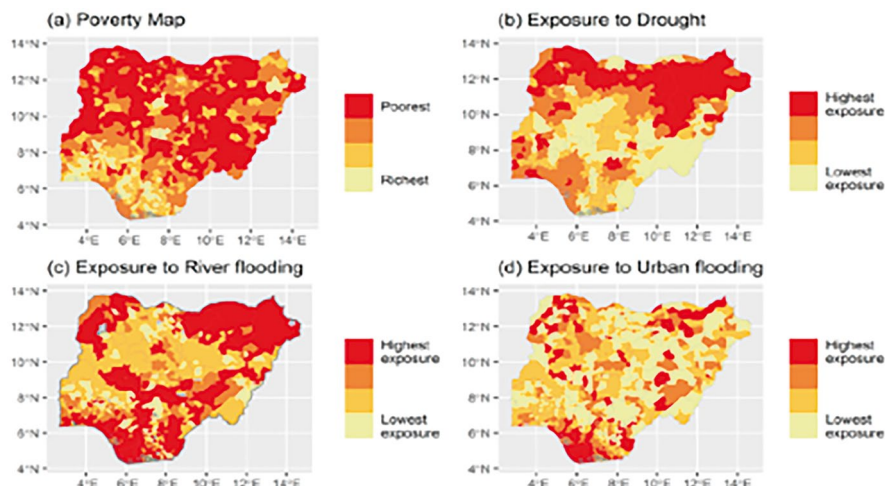 (a) Poverty Map
14°N
12°N
10°N
8°N
6°N
4°N
4°E 6°E 8°E 10°E 12°E 14°E
Poorest
Richest
(b) Exposure to Drought
14°N
12°N
10°N
8°N
6°N
4°N
4°E 6°E 8°E 10°E 12°E 14°E
Highest
exposure
Lowest
exposure
(c) Exposure to River flooding
14°N
12°N
10°N
8°N
6°N
4°N
4°E 6°E 8°E 10°E 12°E 14°E
Highest
exposure
Lowest
exposure
(d) Exposure to Urban flooding
14°N
12°N
10°N
8°N
6°N
4°N
4°E 6°E 8°E 10°E 12°E 14°E
Highest
exposure
Lowest
exposure